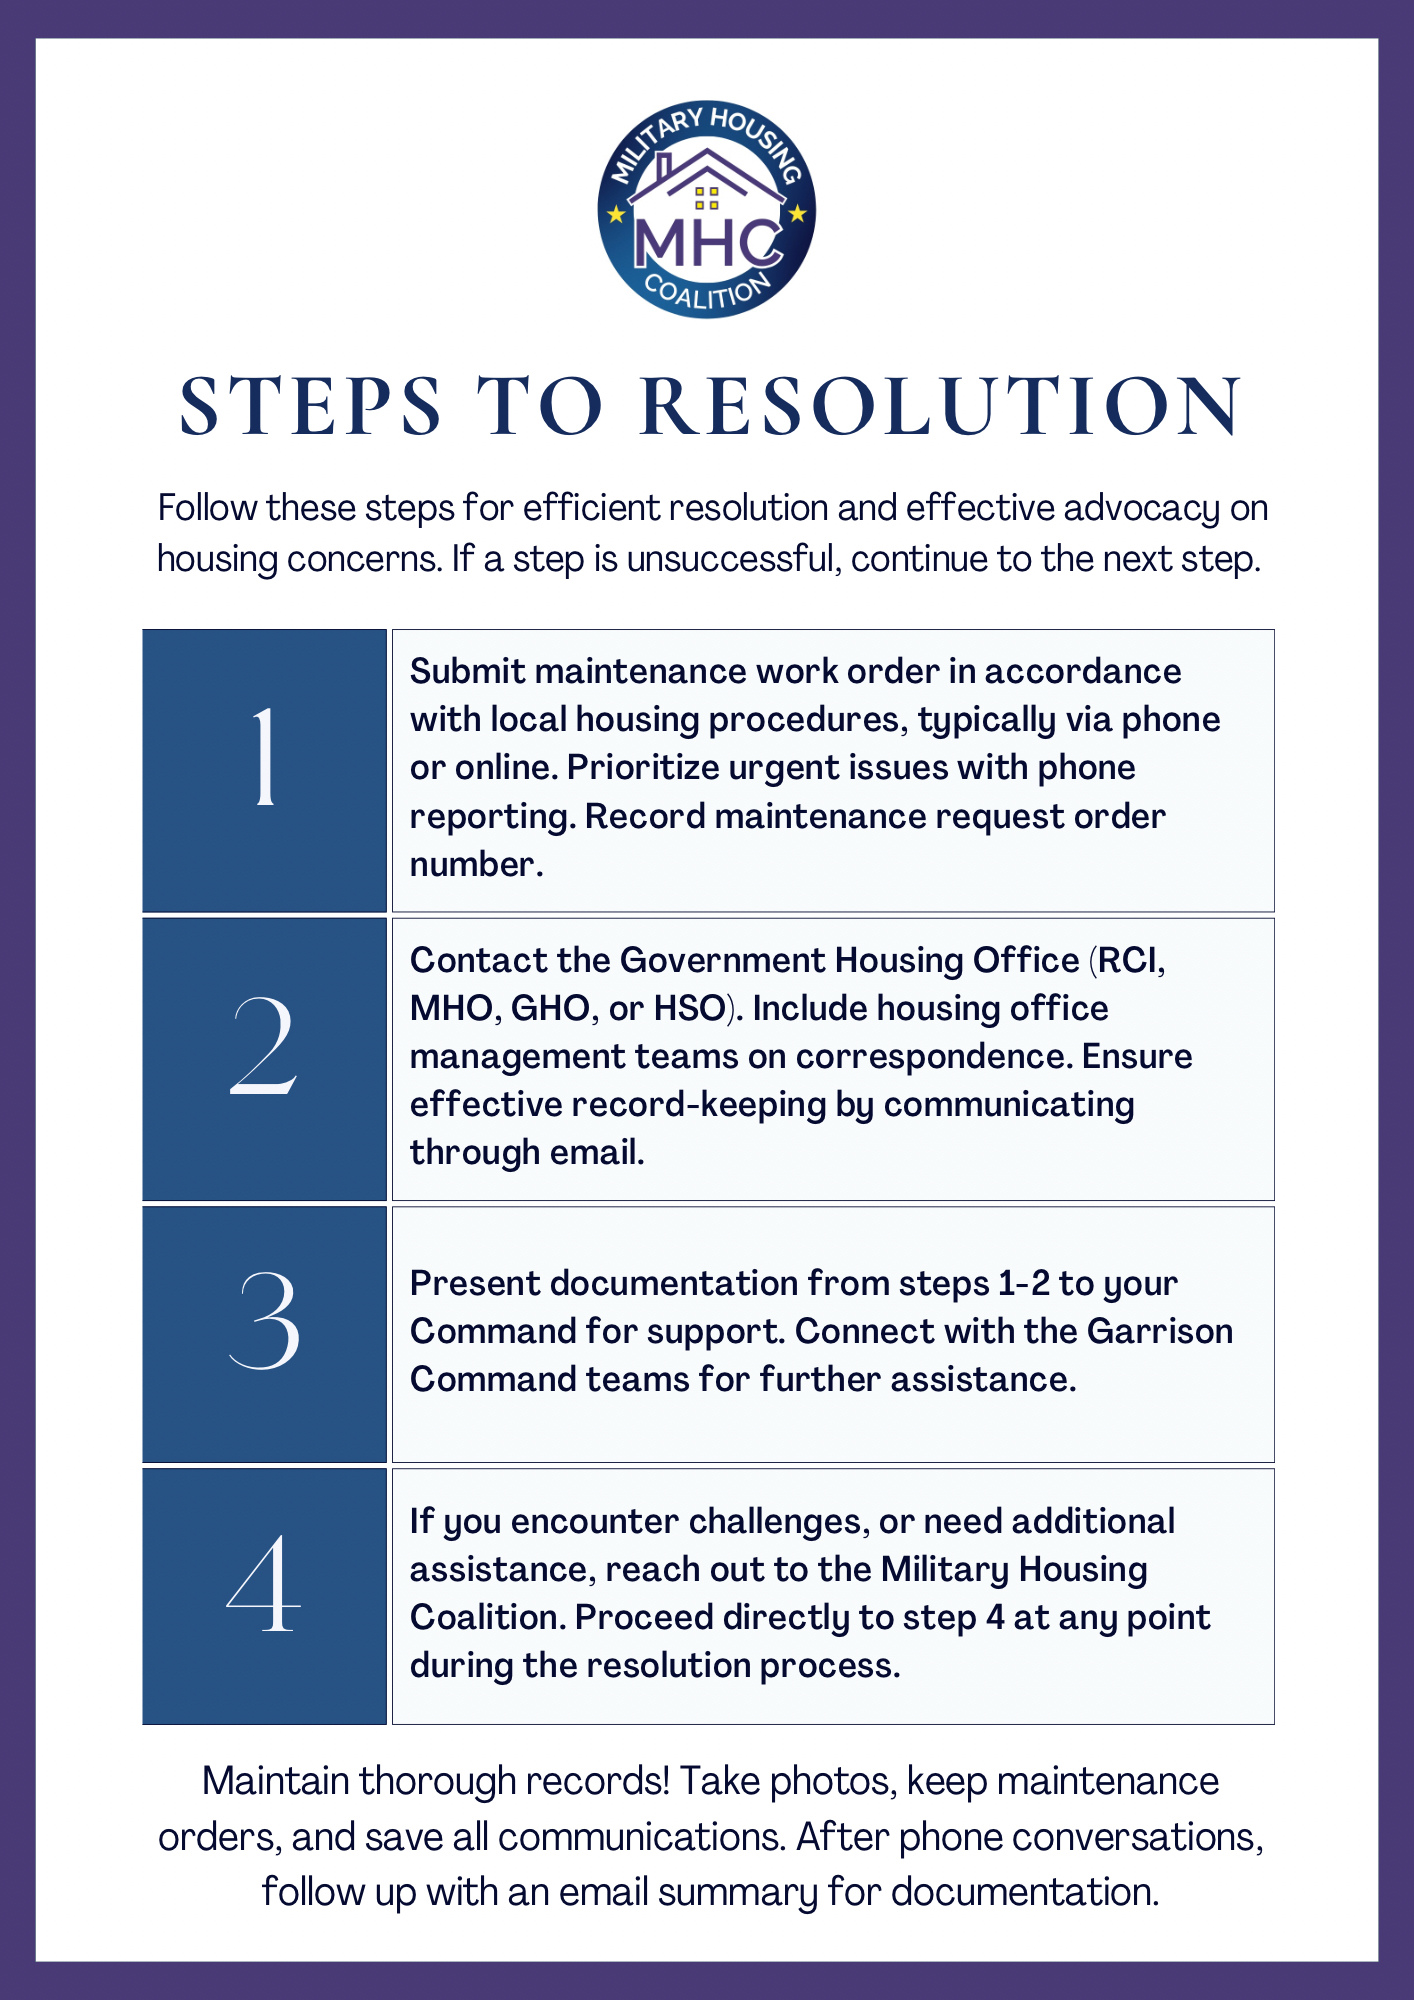 MILITARY HOUSING
MHC
COALITION
STEPS TO RESOLUTION
Follow these steps for efficient resolution and effective advocacy on
housing concerns. If a step is unsuccessful, continue to the next step.
1
Submit maintenance work order in accordance
with local housing procedures, typically via phone
or online. Prioritize urgent issues with phone
reporting. Record maintenance request order
number.
2
Contact the Government Housing Office (RCI,
MHO, GHO, or HSO). Include housing office
management teams on correspondence. Ensure
effective record-keeping by communicating
through email.
3
Present documentation from steps 1-2 to your
Command for support. Connect with the Garrison
Command teams for further assistance.
4
If you encounter challenges, or need additional
assistance, reach out to the Military Housing
Coalition. Proceed directly to step 4 at any point
during the resolution process.
Maintain thorough records! Take photos, keep maintenance
orders, and save all communications. After phone conversations,
follow up with an email summary for documentation.